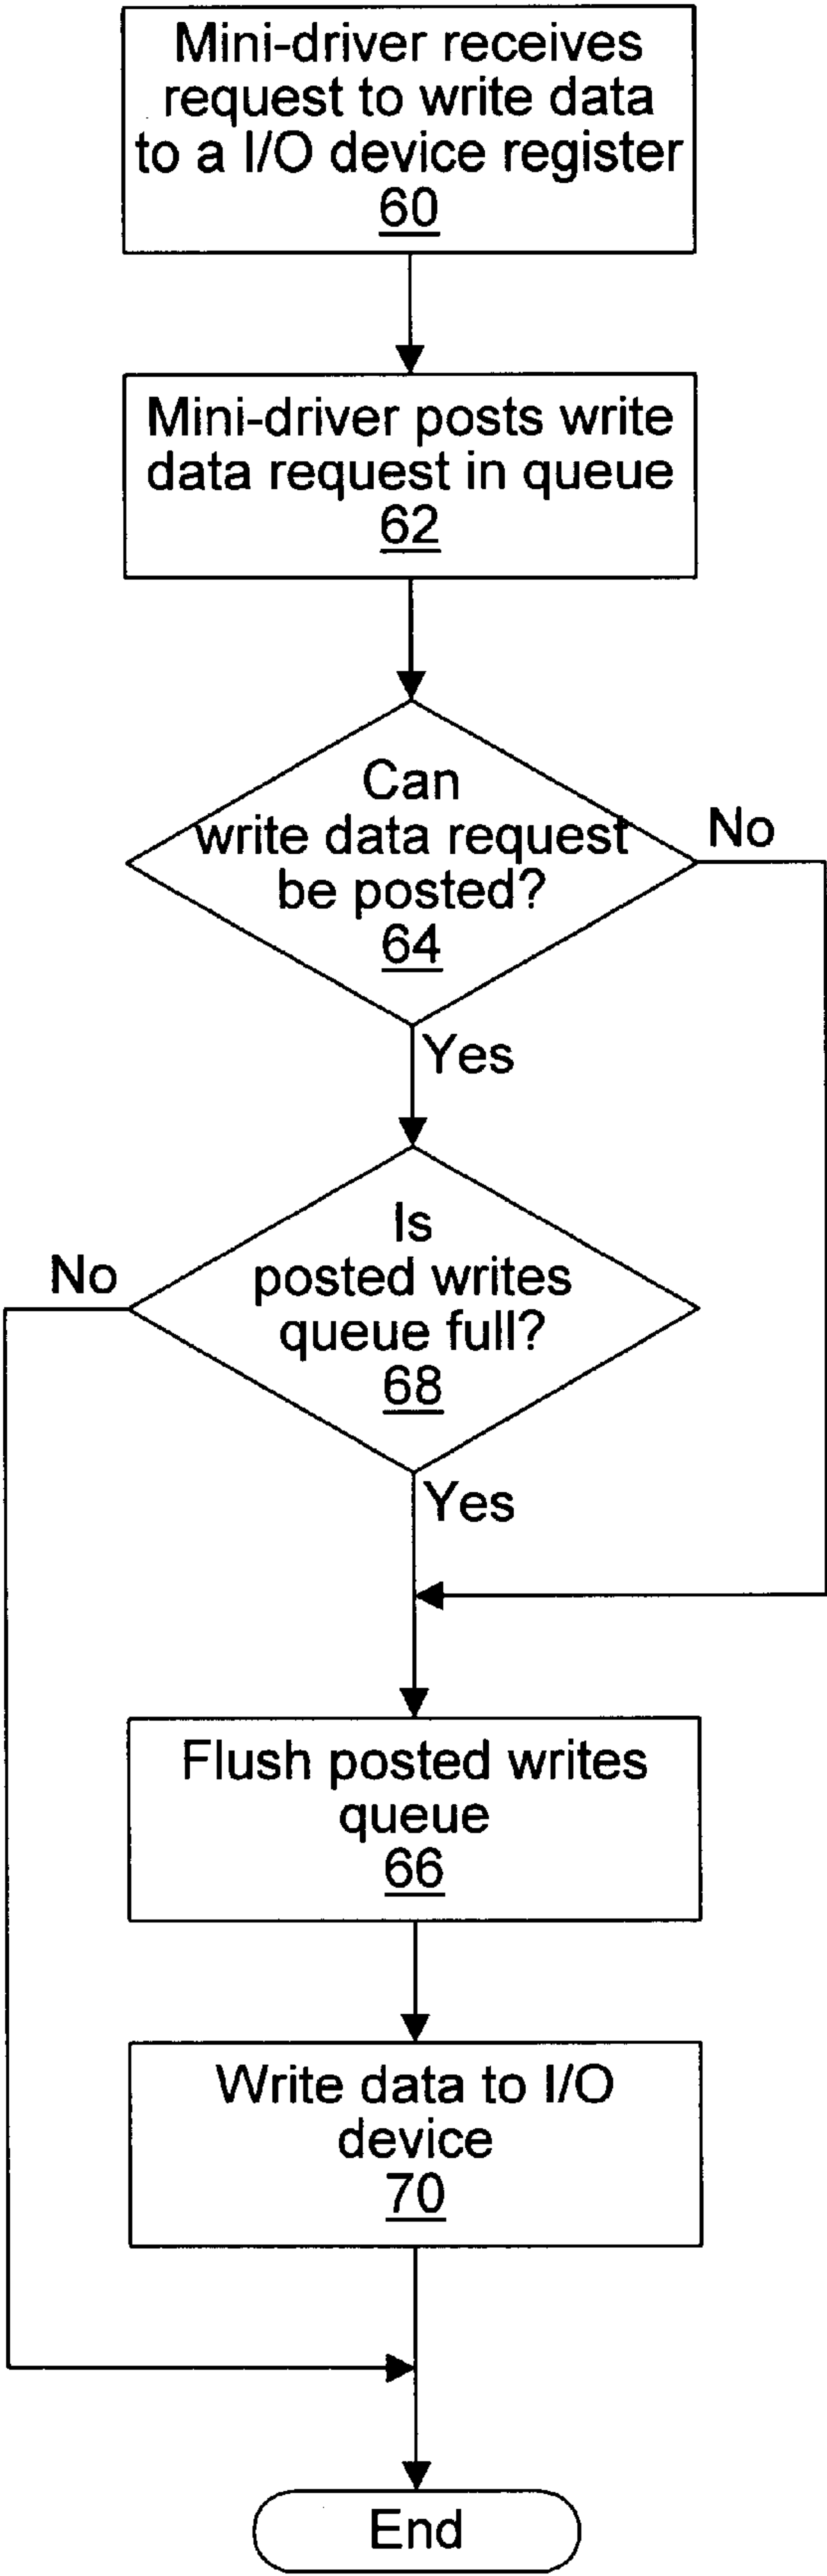 Mini-driver receives
request to write data
to a I/O device register
60
Mini-driver posts write
data request in queue
62
Can
write data request
be posted?
64
No
Yes
Is
posted writes
queue full?
68
No
Yes
Flush posted writes
queue
66
Write data to I/O
device
70
End